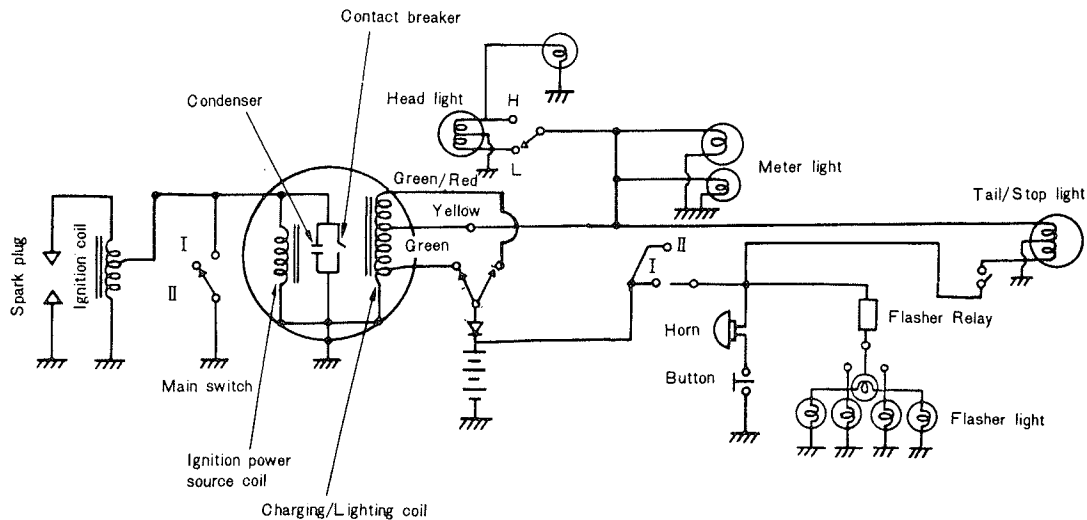 Contact breaker
Condenser
Head light
H
L
Meter light
Green/Red
Yellow
Green
Tail/Stop light
Spark plug
Ignition coil
I
II
II
I
Horn
Flasher Relay
Button
Main switch
Flasher light
Ignition power
source coil
Charging/Lighting coil